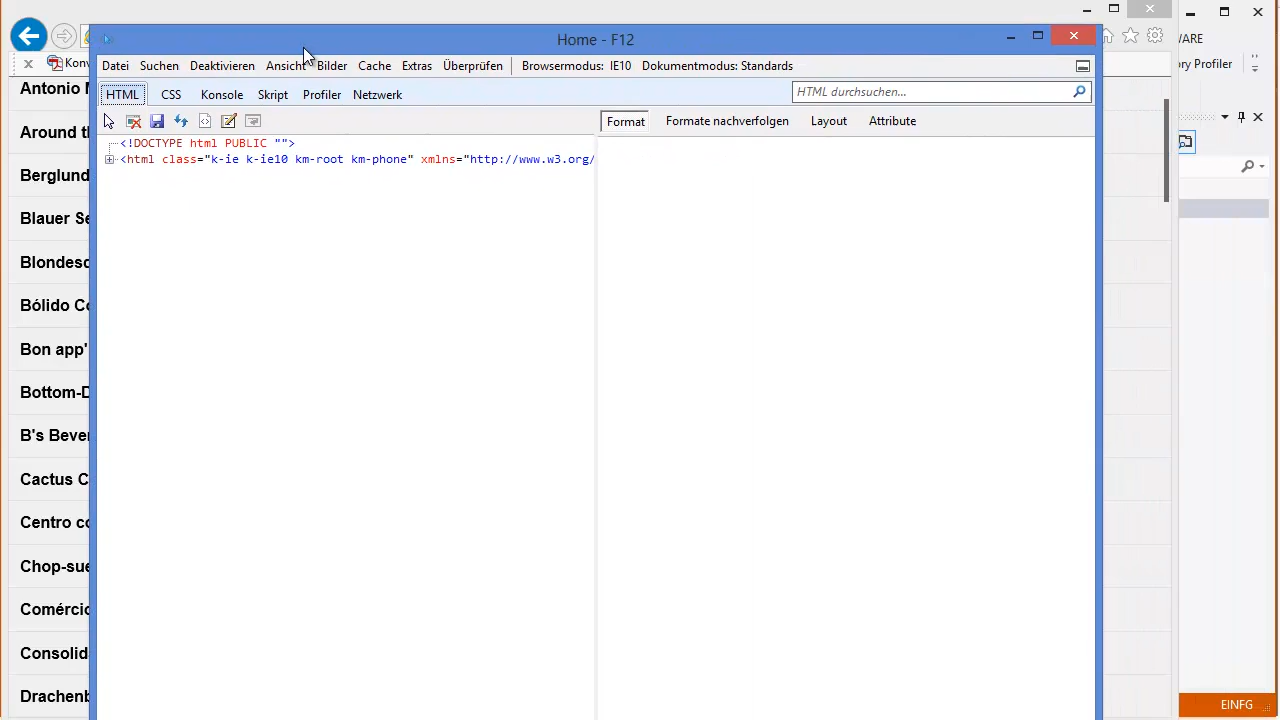 Home - F12
WARE
Konv
ory Profiler
Datei Suchen Deaktivieren Ansicht Bilder Cache Extras Überprüfen Browsermodus: IE10 Dokumentmodus: Standards
HTML CSS Konsole Skript Profiler Netzwerk HTML durchsuchen...
Format Formate nachverfolgen Layout Attribute
<!DOCTYPE html PUBLIC "">
<html class="k-ie k-ie10 km-root km-phone" xmlns="http://www.w3.org/
Antonio M
Around th
Berglund
Blauer Se
Blondesd
Bólido Co
Bon app'
Bottom-D
B's Bever
Cactus C
Centro co
Chop-sue
Comércio
Consolid
Drachenb
EINFG